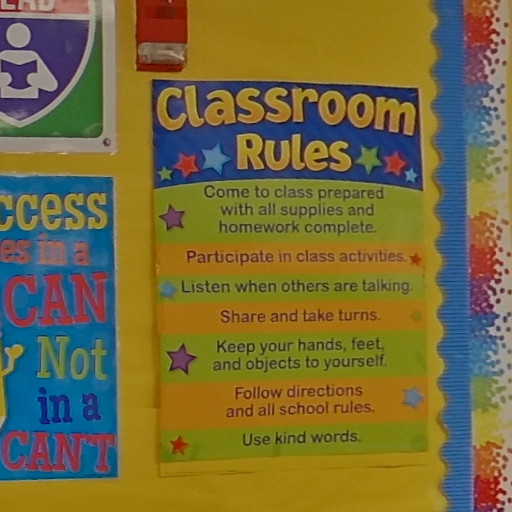 Classroom
Rules
Come to class prepared
with all supplies and
homework complete.
Participate in class activities.
Listen when others are talking.
Share and take turns.
Keep your hands, feet,
and objects to yourself.
Follow directions
and all school rules.
Use kind words.
EAD
ccess
es in a
CAN
Not
in a
CAN'T